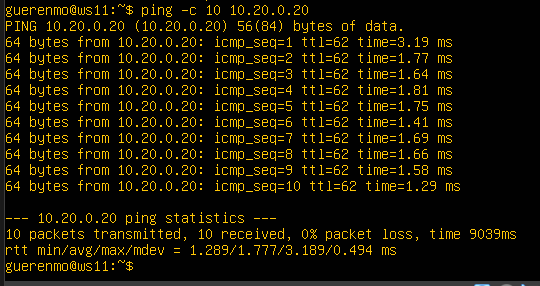 guerenmo@ws11:~$ ping -c 10 10.20.0.20
PING 10.20.0.20 (10.20.0.20) 56(84) bytes of data.
64 bytes from 10.20.0.20: icmp_seq=1 ttl=62 time=3.19 ms
64 bytes from 10.20.0.20: icmp_seq=2 ttl=62 time=1.77 ms
64 bytes from 10.20.0.20: icmp_seq=3 ttl=62 time=1.64 ms
64 bytes from 10.20.0.20: icmp_seq=4 ttl=62 time=1.81 ms
64 bytes from 10.20.0.20: icmp_seq=5 ttl=62 time=1.75 ms
64 bytes from 10.20.0.20: icmp_seq=6 ttl=62 time=1.41 ms
64 bytes from 10.20.0.20: icmp_seq=7 ttl=62 time=1.69 ms
64 bytes from 10.20.0.20: icmp_seq=8 ttl=62 time=1.66 ms
64 bytes from 10.20.0.20: icmp_seq=9 ttl=62 time=1.58 ms
64 bytes from 10.20.0.20: icmp_seq=10 ttl=62 time=1.29 ms
--- 10.20.0.20 ping statistics ---
10 packets transmitted, 10 received, 0% packet loss, time 9039ms
rtt min/avg/max/mdev = 1.289/1.777/3.189/0.494 ms
guerenmo@ws11:~$